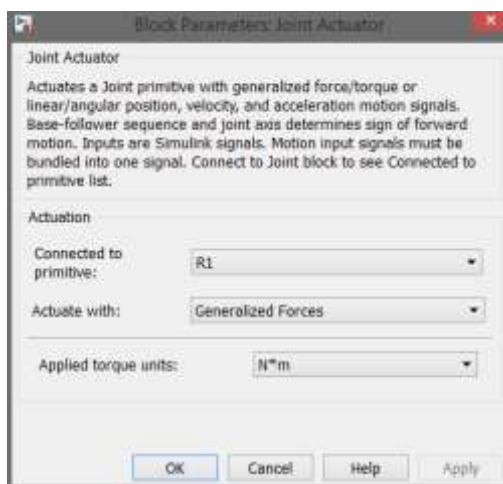 Block Parameters: Joint Actuator
Joint Actuator
Actuates a Joint primitive with generalized force/torque or
linear/angular position, velocity, and acceleration motion signals.
Base-follower sequence and joint axis determines sign of forward
motion. Inputs are Simulink signals. Motion input signals must be
bundled into one signal. Connect to Joint block to see Connected to
primitive list.
Actuation
Connected to
primitive:
R1
Actuate with:
Generalized Forces
Applied torque units:
N*m
OK
Cancel
Help
Apply